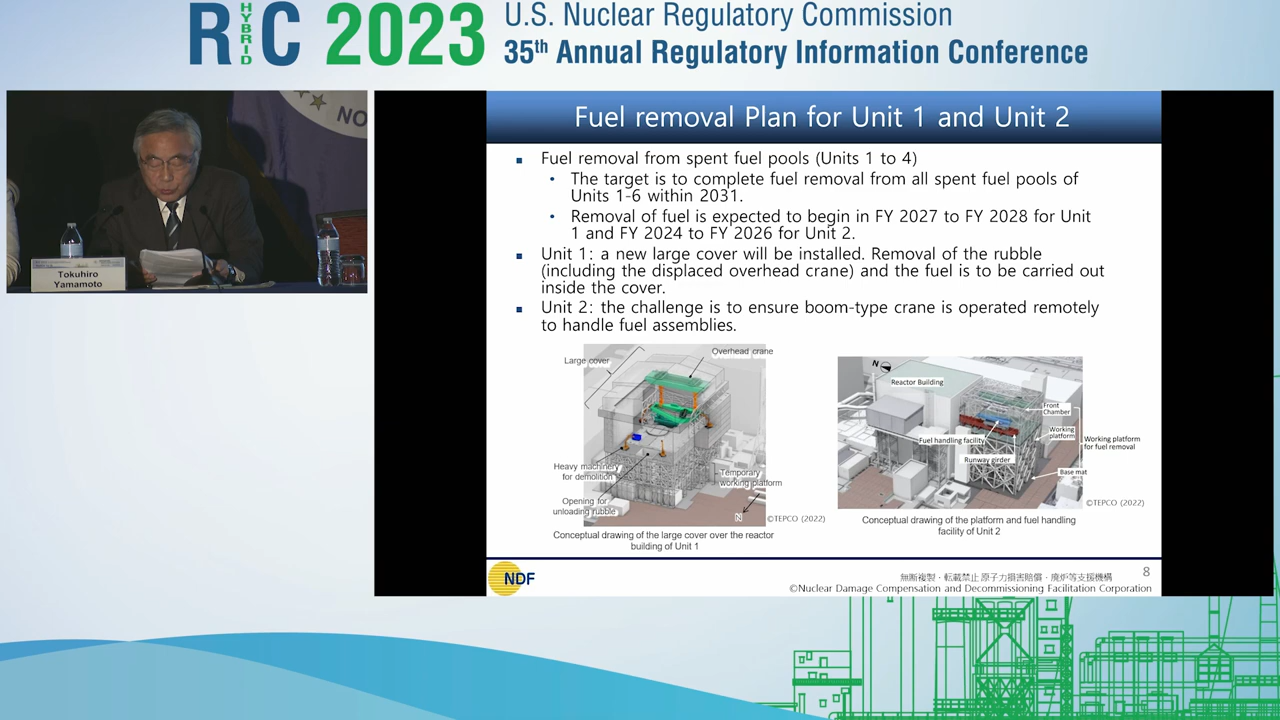 RIC 2023
HYBRID
U.S. Nuclear Regulatory Commission
35th Annual Regulatory Information Conference
NO
Tokuhiro
Yamamoto
Fuel removal Plan for Unit 1 and Unit 2
Fuel removal from spent fuel pools (Units 1 to 4)
The target is to complete fuel removal from all spent fuel pools of
Units 1-6 within 2031.
Removal of fuel is expected to begin in FY 2027 to FY 2028 for Unit
1 and FY 2024 to FY 2026 for Unit 2.
Unit 1: a new large cover will be installed. Removal of the rubble
(including the displaced overhead crane) and the fuel is to be carried out
inside the cover.
Unit 2: the challenge is to ensure boom-type crane is operated remotely
to handle fuel assemblies.
Large cover
Overhead crane
Heavy machinery
for demolition
Opening for
unloading rubble
Temporary
working platform
N
©TEPCO (2022)
Conceptual drawing of the large cover over the reactor
building of Unit 1
N
Reactor Building
Front
Chamber
Working
platform
Fuel handling facility
Runway girder
Base mat
Working platform
for fuel removal
©TEPCO (2022)
Conceptual drawing of the platform and fuel handling
facility of Unit 2
NDF
8
無断複製・転載禁止 原子力損害賠償・廃炉等支援機構
©Nuclear Damage Compensation and Decommissioning Facilitation Corporation